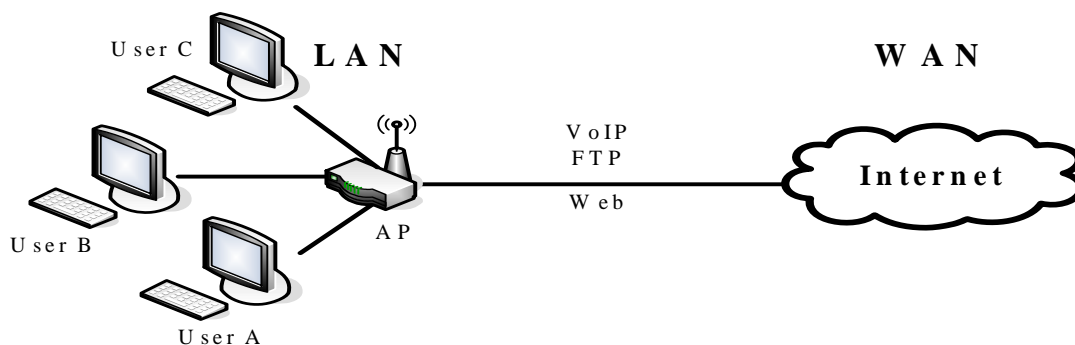 User C
LAN
WAN
VoIP
FTP
Internet
Web
AP
User B
User A